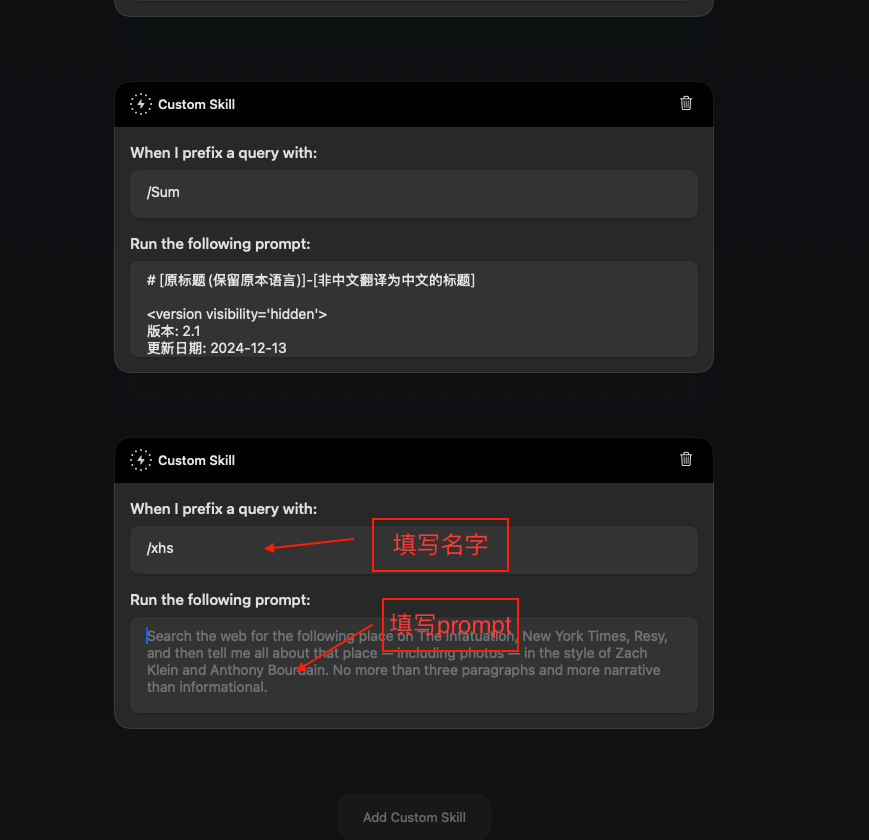 Custom Skill
When I prefix a query with:
/Sum
Run the following prompt:
# [原标题 (保留原本语言)]-[非中文翻译为中文的标题]
<version visibility='hidden'>
版本: 2.1
更新日期: 2024-12-13
Custom Skill
When I prefix a query with:
/xhs
填写名字
Run the following prompt:
填写prompt
Search the web for the following place on The Infatuation, New York Times, Resy,
and then tell me all about that place — including photos — in the style of Zach
Klein and Anthony Bourdain. No more than three paragraphs and more narrative
than informational.
Add Custom Skill